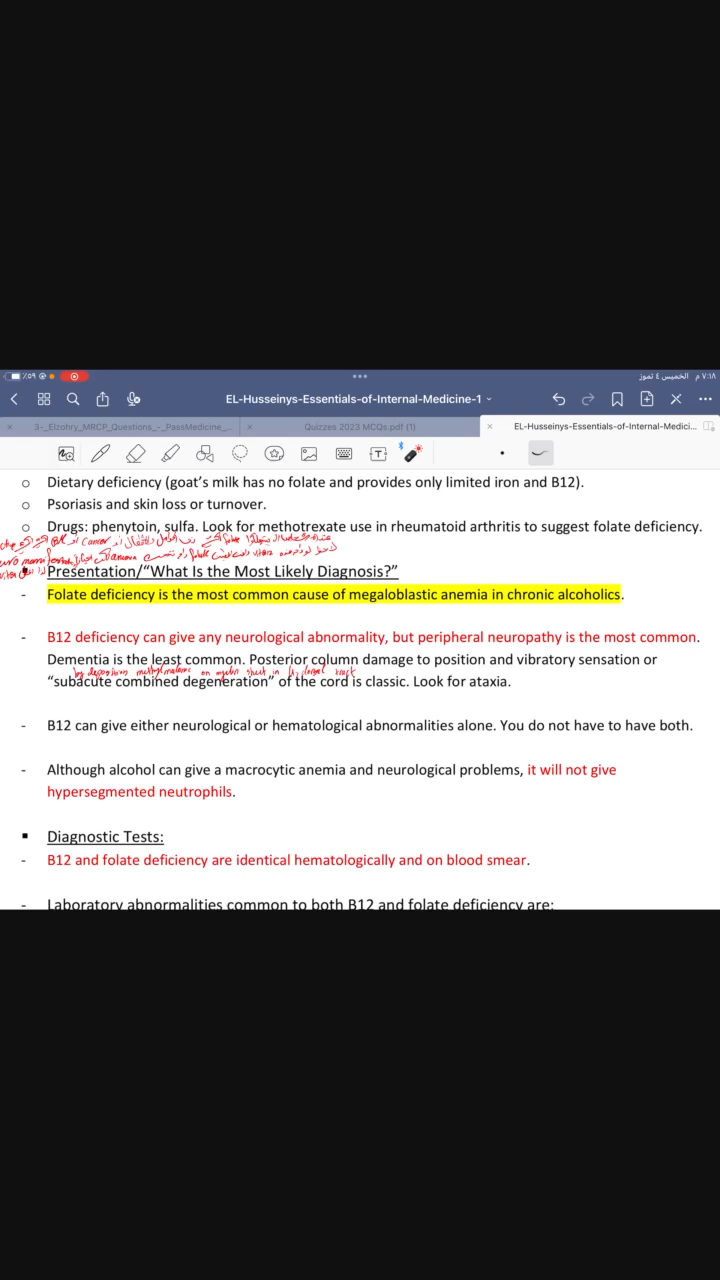 ٪٥٩
٧:١٨ م الخميس ٤ تموز
EL-Husseinys-Essentials-of-Internal-Medicine-1
3-_Elzohry_MRCP_Questions_-_PassMedicine_...
Quizzes 2023 MCQs.pdf (1)
EL-Husseinys-Essentials-of-Internal-Medici...
o Dietary deficiency (goat's milk has no folate and provides only limited iron and B12).
o Psoriasis and skin loss or turnover.
o Drugs: phenytoin, sulfa. Look for methotrexate use in rheumatoid arthritis to suggest folate deficiency.
Presentation/“What Is the Most Likely Diagnosis?”
- Folate deficiency is the most common cause of megaloblastic anemia in chronic alcoholics.
- B12 deficiency can give any neurological abnormality, but peripheral neuropathy is the most common.
Dementia is the least common. Posterior column damage to position and vibratory sensation or
on myelin in dorsal tract
“subacute combined degeneration” of the cord is classic. Look for ataxia.
- B12 can give either neurological or hematological abnormalities alone. You do not have to have both.
- Although alcohol can give a macrocytic anemia and neurological problems, it will not give
hypersegmented neutrophils.
▪ Diagnostic Tests:
- B12 and folate deficiency are identical hematologically and on blood smear.
- Laboratory abnormalities common to both B12 and folate deficiency are: